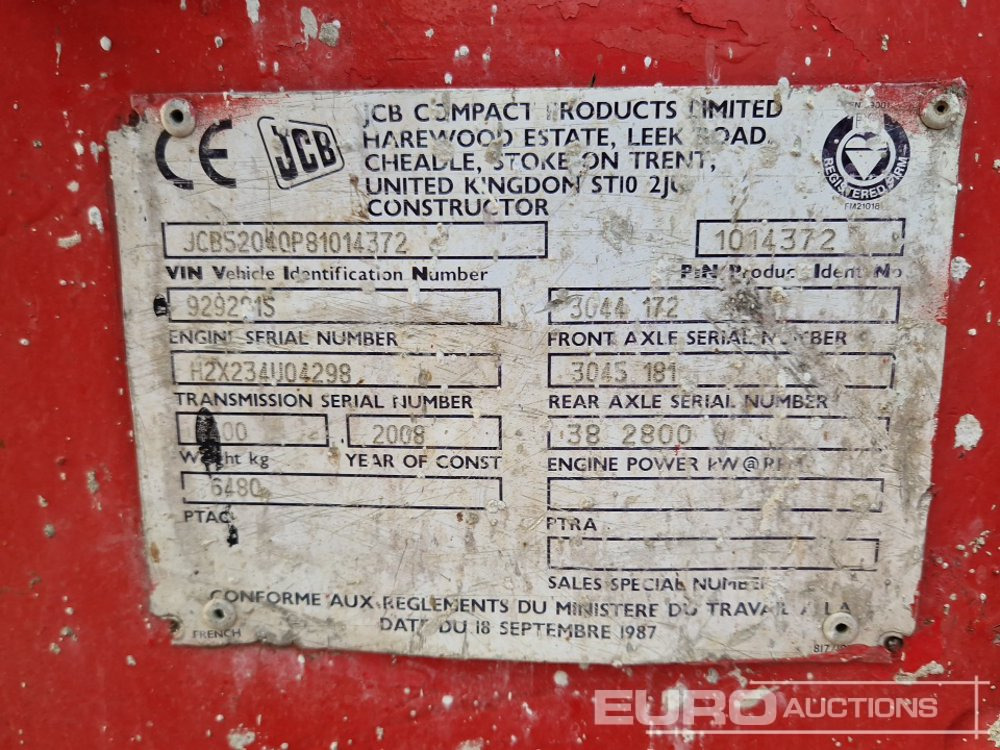 CE JCB
JCB COMPACT PRODUCTS LIMITED
HAREWOOD ESTATE, LEEK ROAD,
CHEADLE, STOKE ON TRENT,
UNITED KINGDOM ST10 2J
CONSTRUCTOR
REGISTERED FIRM
FM21018
JCB52040P81014372 1014372
VIN Vehicle Identification Number PIN/Product Ident No
3044 172
ENGINE SERIAL NUMBER FRONT AXLE SERIAL NUMBER
H2X234U04298 3045 181
TRANSMISSION SERIAL NUMBER REAR AXLE SERIAL NUMBER
2008 38 2800
Weight kg YEAR OF CONST ENGINE POWER kW@RPM
6480
PTAC PTRA
SALES SPECIAL NUMBER
CONFORME AUX REGLEMENTS DU MINISTERE DU TRAVAIL A LA
DATE DU 18 SEPTEMBRE 1987
FRENCH
EURO AUCTIONS